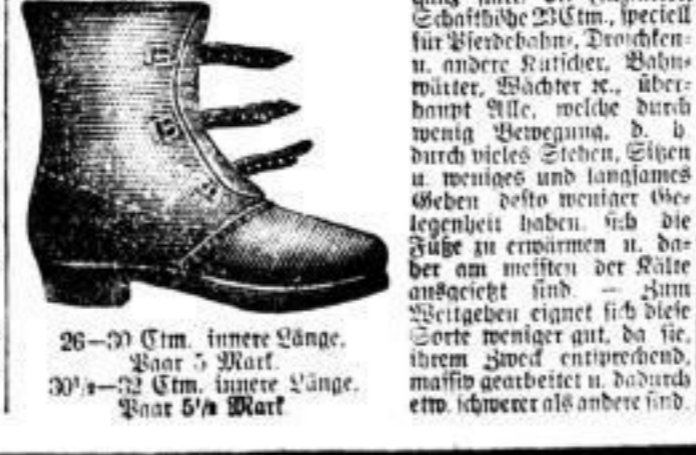 26—30 Ctm. innere Länge.
Paar 5 Mark.
30½—32 Ctm. innere Länge.
Paar 5½ Mark
Schafthöhe 23 Ctm., speciell
für Pferdebahn-, Droschken-
u. andere Kutscher, Bahn-
wärter, Wächter ꝛc., über-
haupt Alle, welche durch
wenig Bewegung, d. h.
durch vieles Stehen, Sitzen
u. weniges und langsames
Gehen desto weniger Ge-
legenheit haben, sich die
Füße zu erwärmen u. da-
her am meisten der Kälte
ausgesetzt sind. — Zum
Weitgehen eignet sich diese
Sorte weniger gut, da sie,
ihrem Zweck entsprechend,
massiv gearbeitet u. dadurch
etw. schwerer als andere sind.